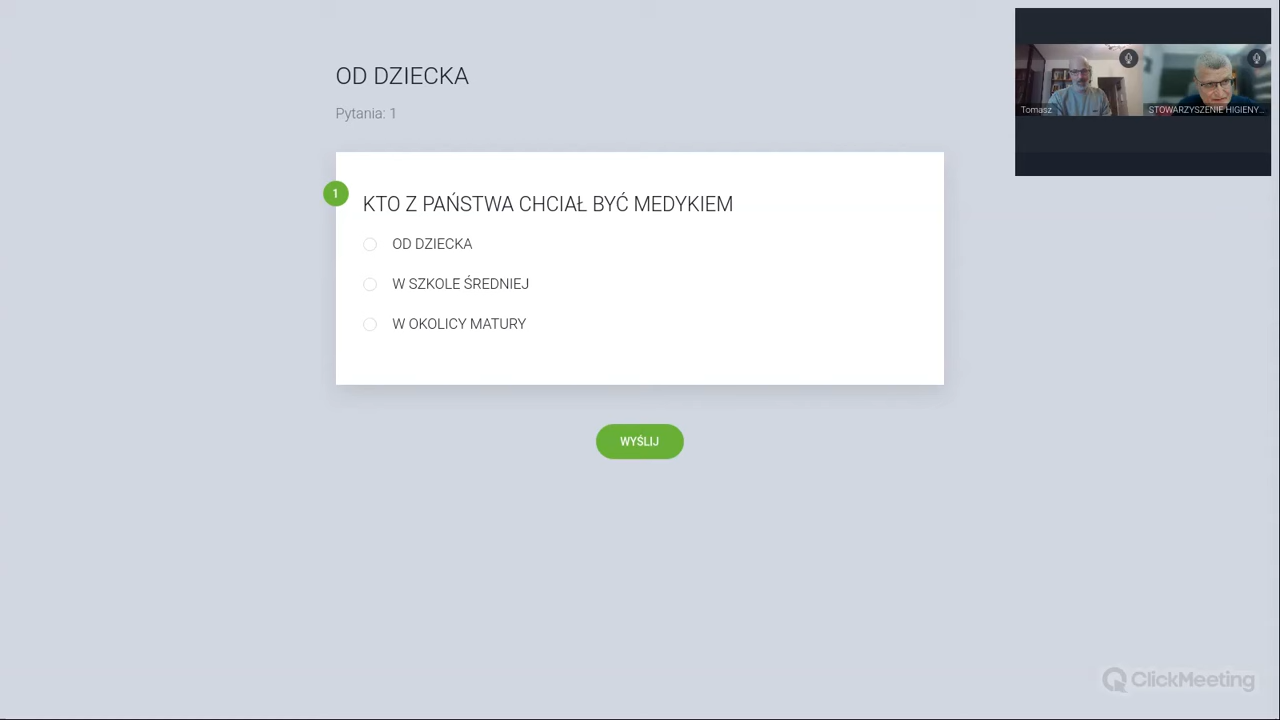 OD DZIECKA
Pytania: 1
1
KTO Z PAŃSTWA CHCIAŁ BYĆ MEDYKIEM
OD DZIECKA
W SZKOLE ŚREDNIEJ
W OKOLICY MATURY
WYŚLIJ
Tomasz
STOWARZYSZENIE HIGIENY...
ClickMeeting